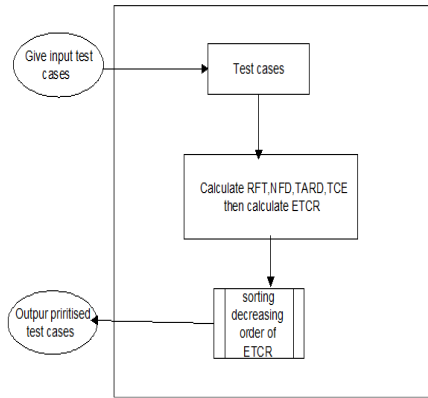 Give input test
cases
Test cases
Calculate RFT,NFD,TARD,TCE
then calculate ETCR
sorting
decreasing
order of
ETCR
Outpur priritised
test cases